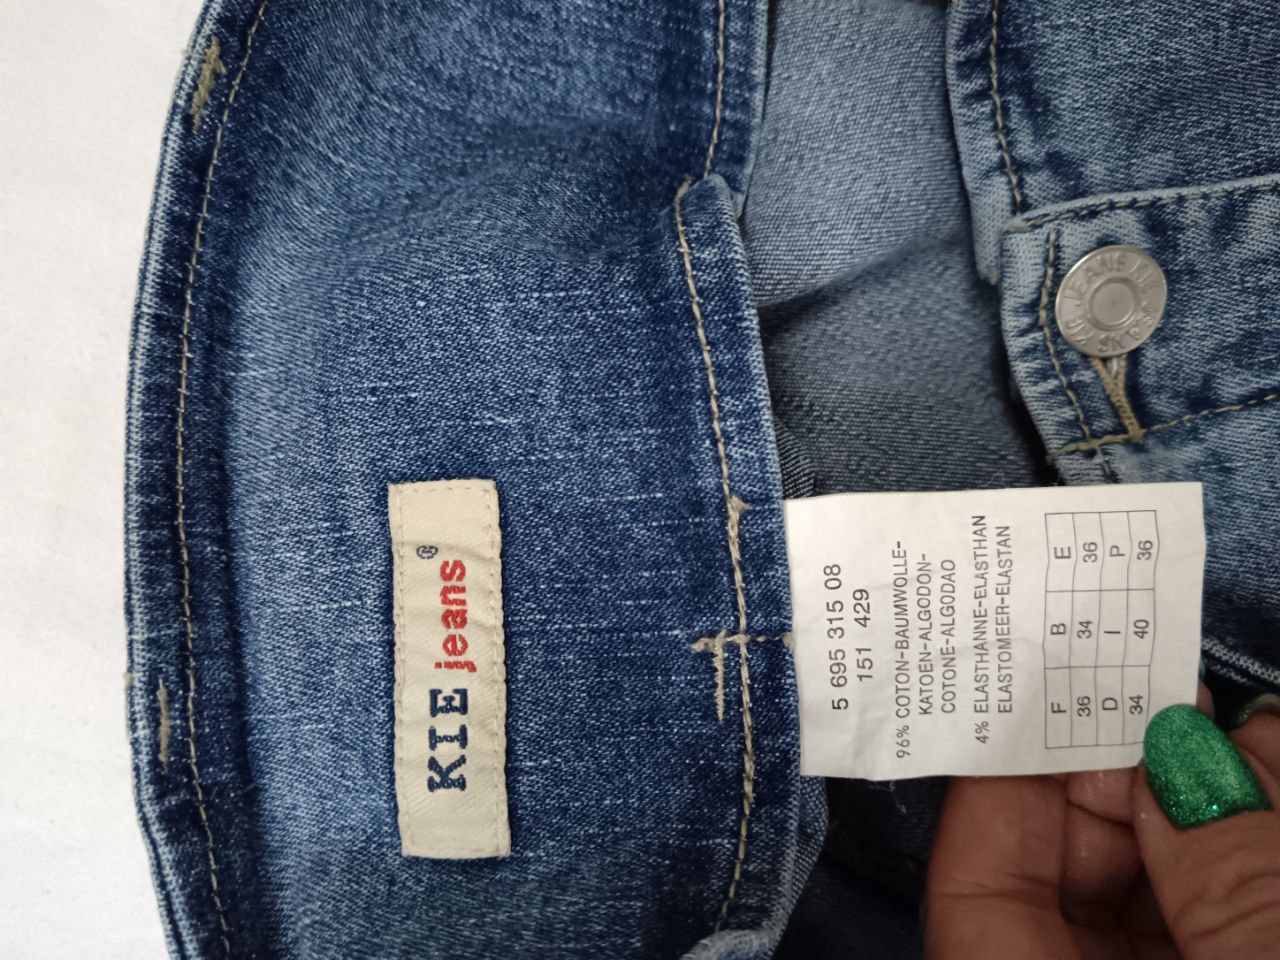 KIE jeans®
5 695 315 08
151 429
96% COTON-BAUMWOLLE-
KATOEN-ALGODON-
COTONE-ALGODAO
4% ELASTHANNE-ELASTHAN
ELASTOMEER-ELASTAN
F B E
36 34 36
D I P
34 40 36
JEANS